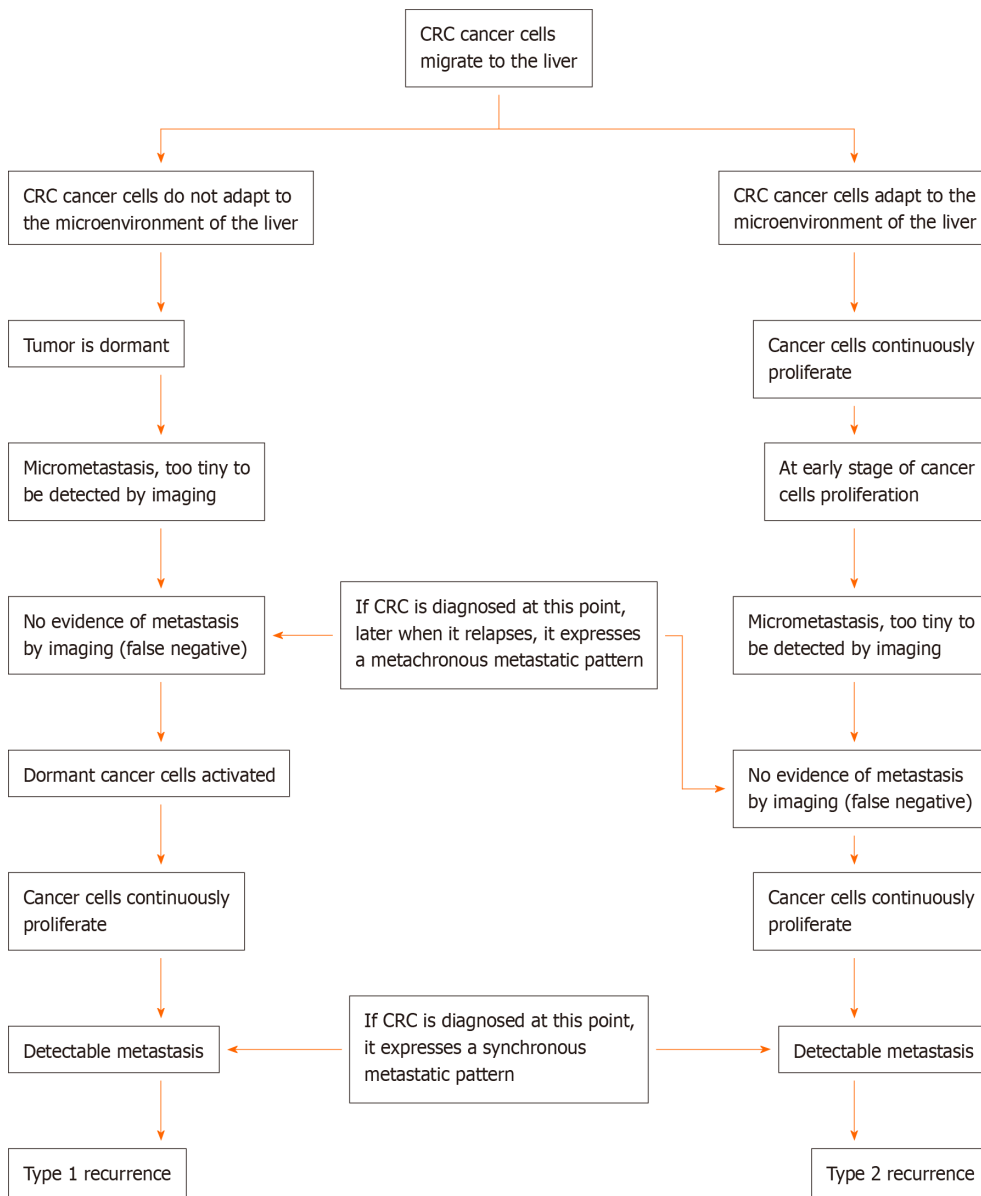 CRC cancer cells
migrate to the liver
CRC cancer cells do not adapt to
the microenvironment of the liver
CRC cancer cells adapt to the
microenvironment of the liver
Tumor is dormant
Cancer cells continuously
proliferate
Micrometastasis, too tiny to
be detected by imaging
At early stage of cancer
cells proliferation
No evidence of metastasis
by imaging (false negative)
If CRC is diagnosed at this point,
later when it relapses, it expresses
a metachronous metastatic pattern
Micrometastasis, too tiny to
be detected by imaging
Dormant cancer cells activated
No evidence of metastasis
by imaging (false negative)
Cancer cells continuously
proliferate
Cancer cells continuously
proliferate
Detectable metastasis
If CRC is diagnosed at this point,
it expresses a synchronous
metastatic pattern
Detectable metastasis
Type 1 recurrence
Type 2 recurrence